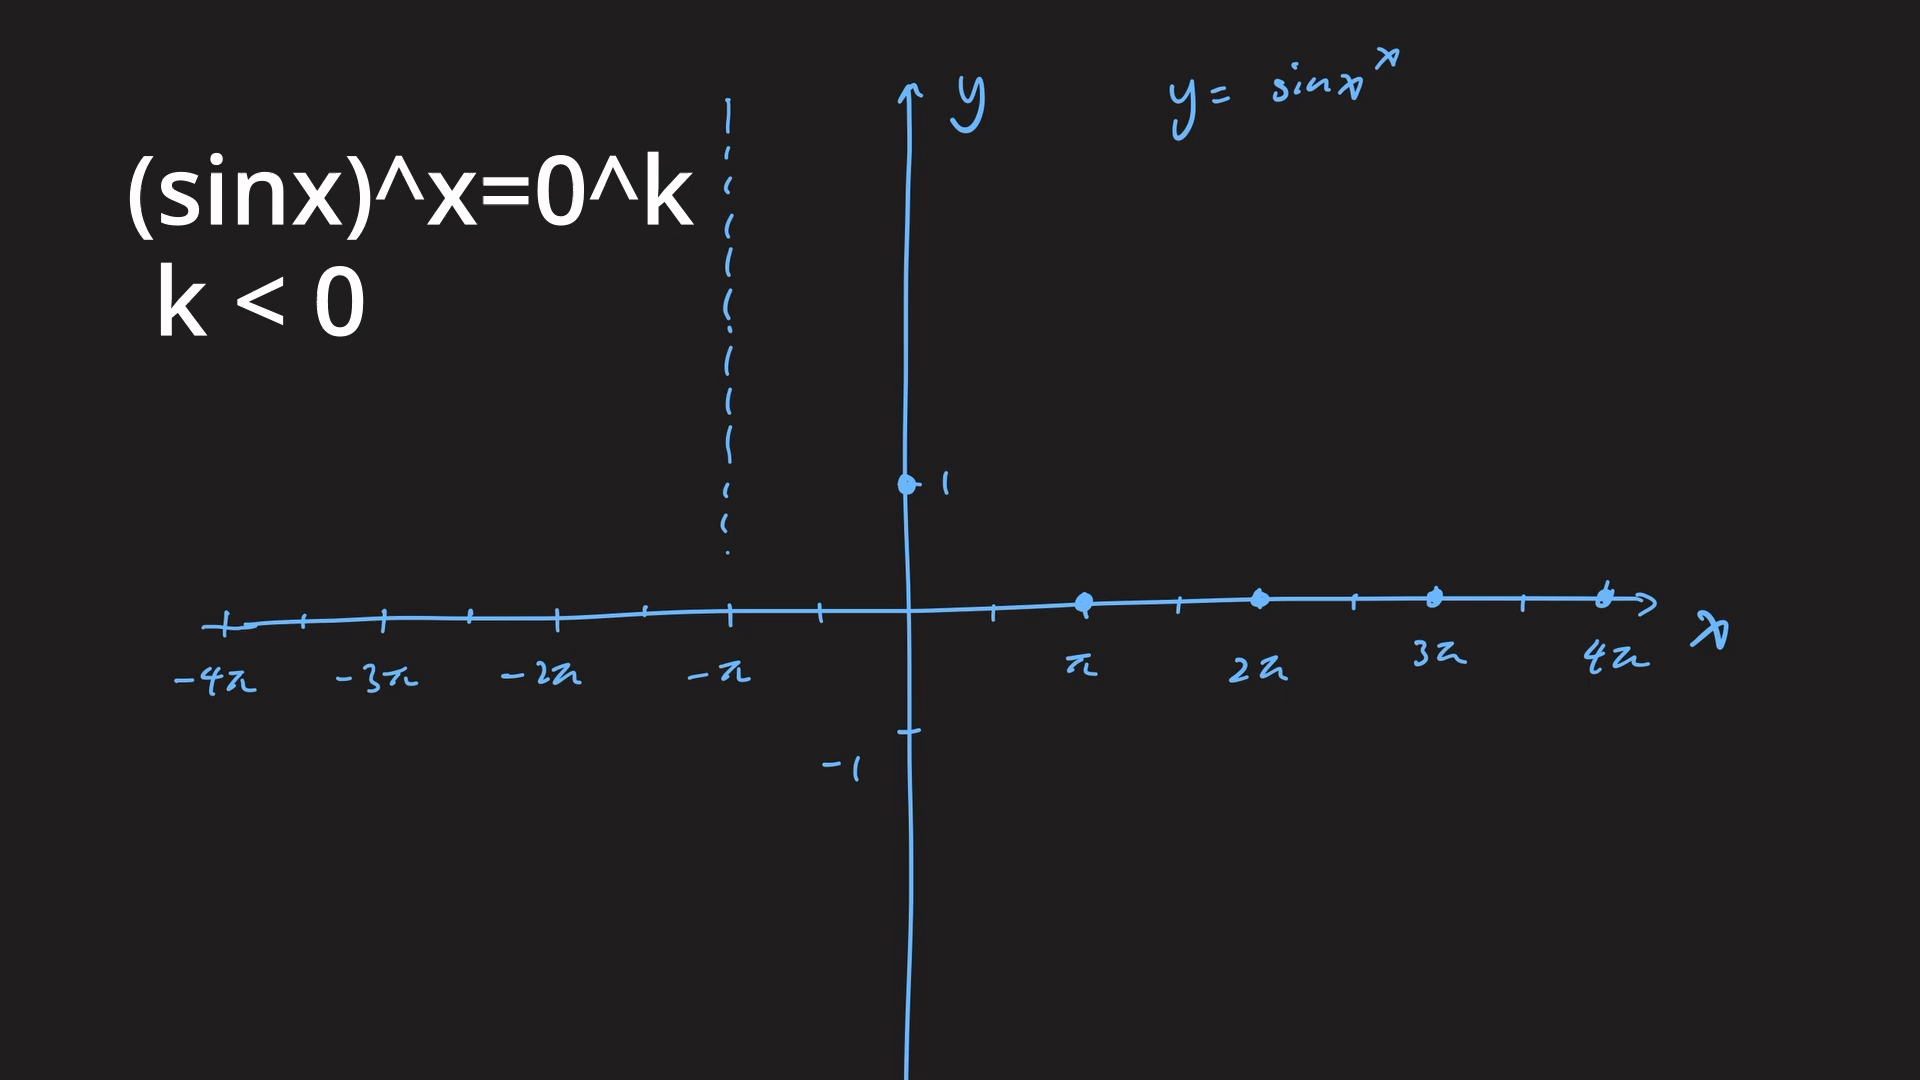 y
y = sinx^x
(sinx)^x=0^k
k < 0
1
-4π -3π -2π -π π 2π 3π 4π x
-1